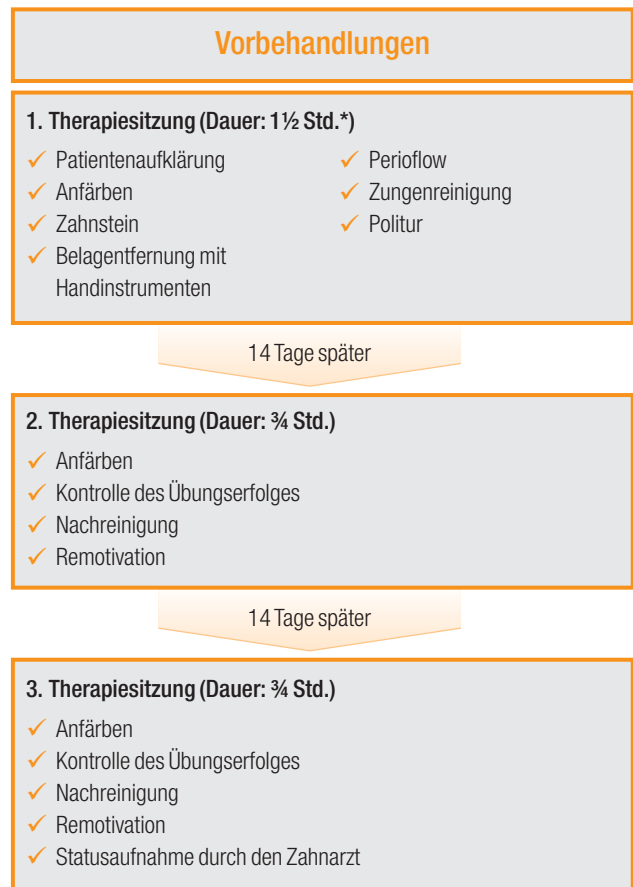 Vorbehandlungen
1. Therapiesitzung (Dauer: 1½ Std.*)
✓ Patientenaufklärung
✓ Anfärben
✓ Zahnstein
✓ Belagentfernung mit
Handinstrumenten
✓ Perioflow
✓ Zungenreinigung
✓ Politur
14 Tage später
2. Therapiesitzung (Dauer: ¾ Std.)
✓ Anfärben
✓ Kontrolle des Übungserfolges
✓ Nachreinigung
✓ Remotivation
14 Tage später
3. Therapiesitzung (Dauer: ¾ Std.)
✓ Anfärben
✓ Kontrolle des Übungserfolges
✓ Nachreinigung
✓ Remotivation
✓ Statusaufnahme durch den Zahnarzt